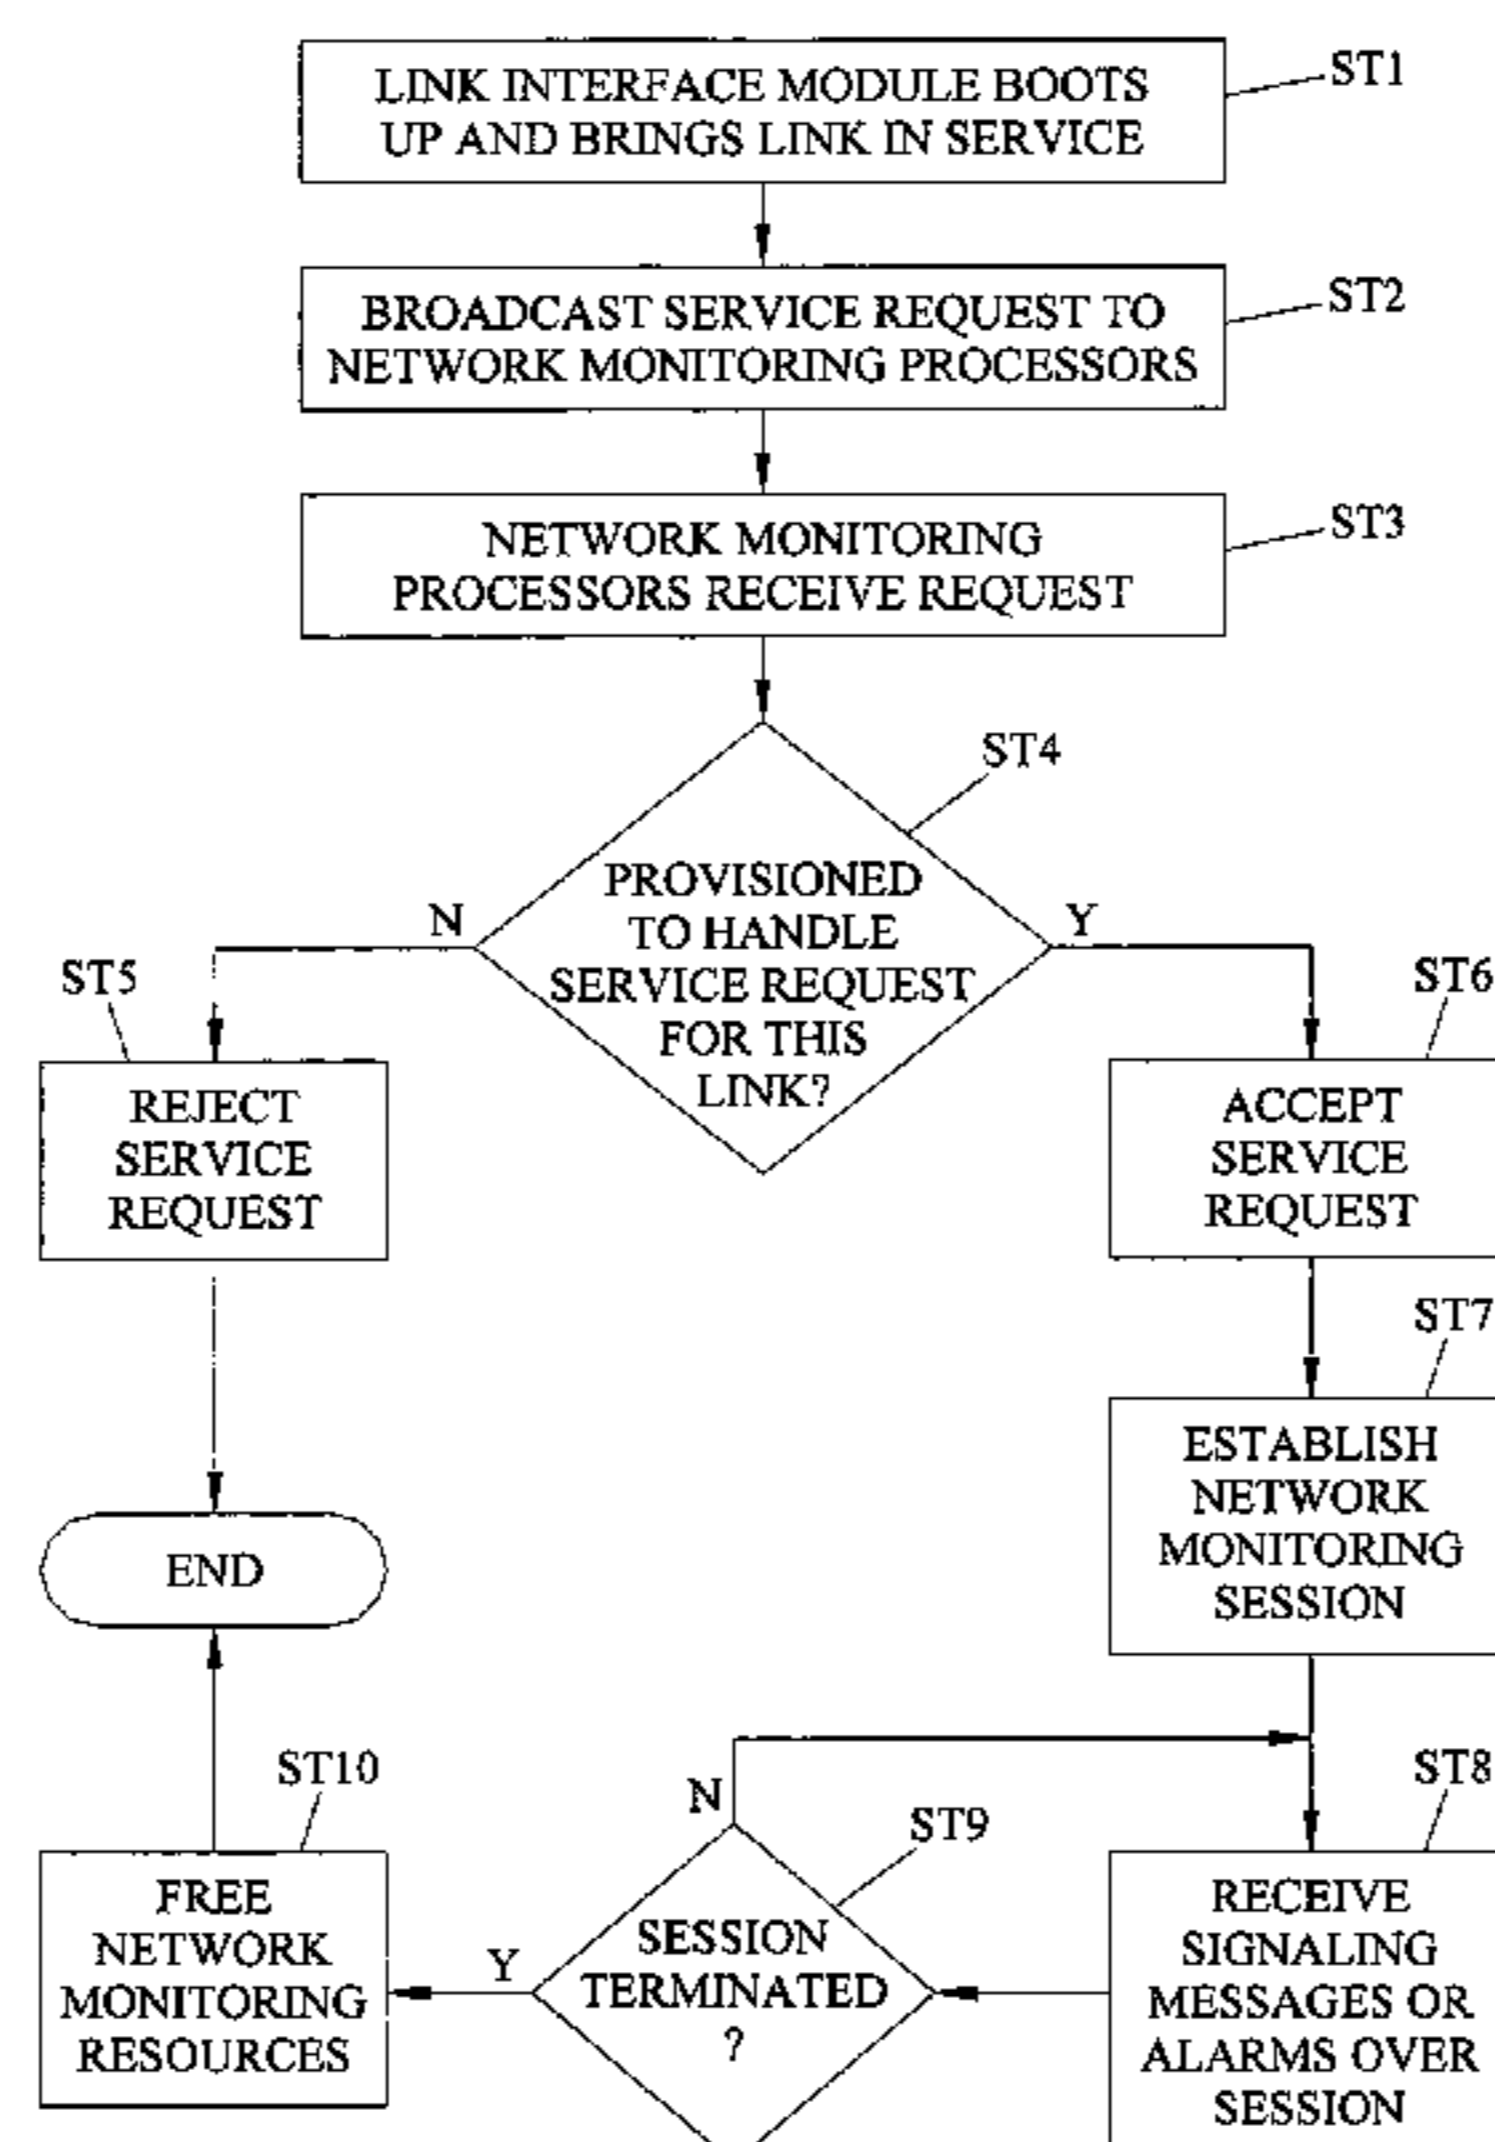 LINK INTERFACE MODULE BOOTS
UP AND BRINGS LINK IN SERVICE
ST1
BROADCAST SERVICE REQUEST TO
NETWORK MONITORING PROCESSORS
ST2
NETWORK MONITORING
PROCESSORS RECEIVE REQUEST
ST3
ST4
PROVISIONED
TO HANDLE
SERVICE REQUEST
FOR THIS
LINK?
N
Y
ST5
REJECT
SERVICE
REQUEST
ST6
ACCEPT
SERVICE
REQUEST
ST7
ESTABLISH
NETWORK
MONITORING
SESSION
END
ST8
RECEIVE
SIGNALING
MESSAGES OR
ALARMS OVER
SESSION
N
ST9
SESSION
TERMINATED
?
Y
ST10
FREE
NETWORK
MONITORING
RESOURCES